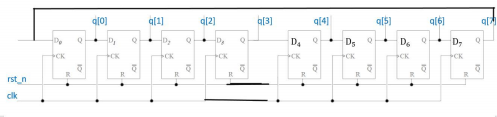 q[0] q[1] q[2] q[3] q[4] q[5] q[6] q[7]
D₀ Q D₁ Q D₂ Q D₃ Q D₄ Q D₅ Q D₆ Q D₇ Q
CK CK CK CK CK CK CK CK
Q̅ Q̅ Q̅ Q̅ Q̅ Q̅ Q̅ Q̅
R R R R R R R R
rst_n
clk